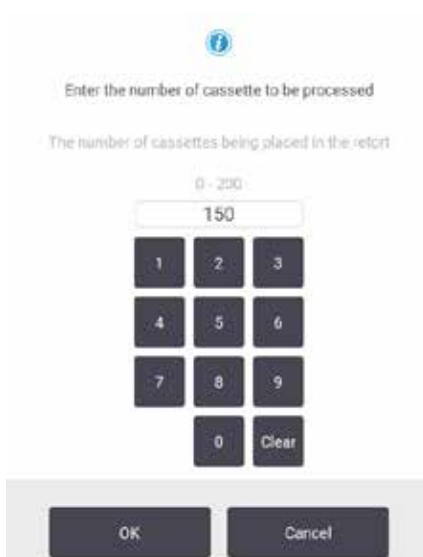 Enter the number of cassette to be processed
The number of cassettes being placed in the retort
0 - 200
150
1 2 3
4 5 6
7 8 9
0 Clear
OK Cancel